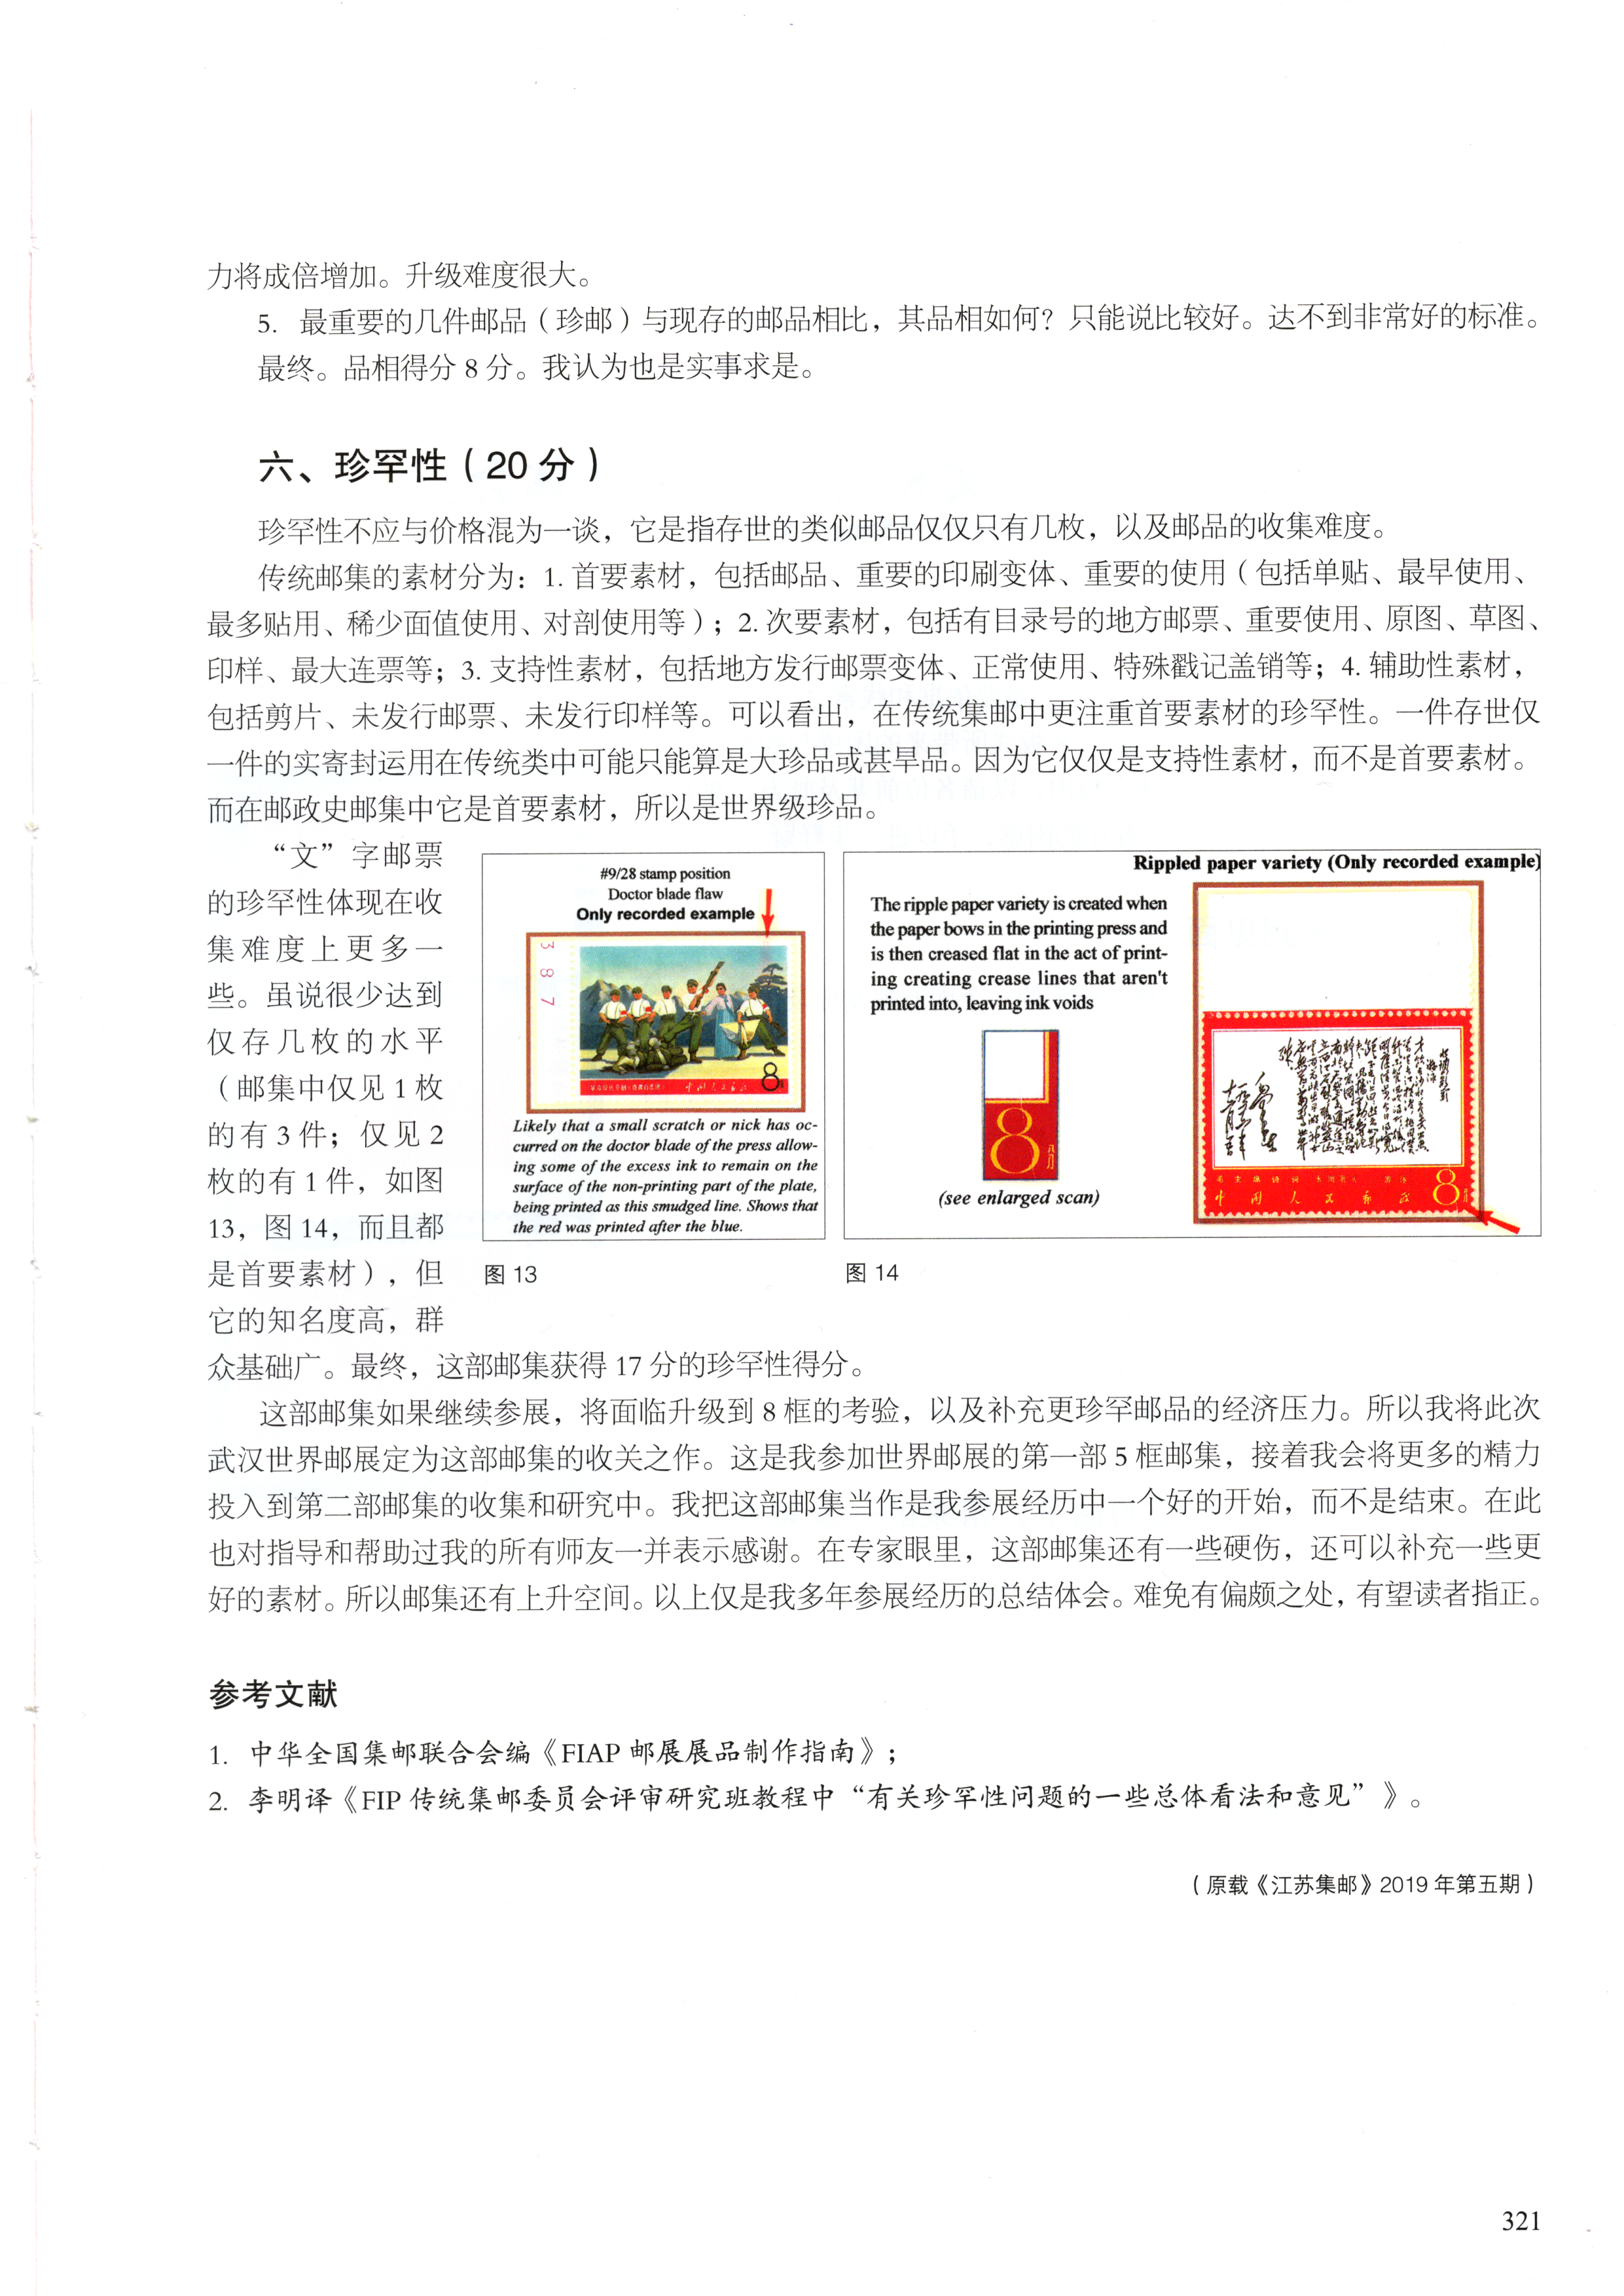 力将成倍增加。升级难度很大。
5. 最重要的几件邮品（珍邮）与现存的邮品相比，其品相如何？只能说比较好。达不到非常好的标准。
最终。品相得分 8 分。我认为也是实事求是。
六、珍罕性（20 分）
珍罕性不应与价格混为一谈，它是指存世的类似邮品仅仅只有几枚，以及邮品的收集难度。
传统邮集的素材分为：1. 首要素材，包括邮品、重要的印刷变体、重要的使用（包括单贴、最早使用、
最多贴用、稀少面值使用、对剖使用等）；2. 次要素材，包括有目录号的地方邮票、重要使用、原图、草图、
印样、最大连票等；3. 支持性素材，包括地方发行邮票变体、正常使用、特殊戳记盖销等；4. 辅助性素材，
包括剪片、未发行邮票、未发行印样等。可以看出，在传统集邮中更注重首要素材的珍罕性。一件存世仅
一件的实寄封运用在传统类中可能只能算是大珍品或甚旱品。因为它仅仅是支持性素材，而不是首要素材。
而在邮政史邮集中它是首要素材，所以是世界级珍品。
“文”字邮票
的珍罕性体现在收
集难度上更多一
些。虽说很少达到
仅存几枚的水平
（邮集中仅见 1 枚
的有 3 件；仅见 2
枚的有 1 件，如图
13，图 14，而且都
是首要素材），但
它的知名度高，群
众基础广。最终，这部邮集获得 17 分的珍罕性得分。
#9/28 stamp position
Doctor blade flaw
Only recorded example
3 8 7
中国人民邮政
8
Likely that a small scratch or nick has oc-
curred on the doctor blade of the press allow-
ing some of the excess ink to remain on the
surface of the non-printing part of the plate,
being printed as this smudged line. Shows that
the red was printed after the blue.
图 13
Rippled paper variety (Only recorded example)
The ripple paper variety is created when
the paper bows in the printing press and
is then creased flat in the act of print-
ing creating crease lines that aren't
printed into, leaving ink voids
8
(see enlarged scan)
中国人民邮政
8
图 14
这部邮集如果继续参展，将面临升级到 8 框的考验，以及补充更珍罕邮品的经济压力。所以我将此次
武汉世界邮展定为这部邮集的收关之作。这是我参加世界邮展的第一部 5 框邮集，接着我会将更多的精力
投入到第二部邮集的收集和研究中。我把这部邮集当作是我参展经历中一个好的开始，而不是结束。在此
也对指导和帮助过我的所有师友一并表示感谢。在专家眼里，这部邮集还有一些硬伤，还可以补充一些更
好的素材。所以邮集还有上升空间。以上仅是我多年参展经历的总结体会。难免有偏颇之处，有望读者指正。
参考文献
1. 中华全国集邮联合会编《FIAP 邮展展品制作指南》；
2. 李明译《FIP 传统集邮委员会评审研究班教程中“有关珍罕性问题的一些总体看法和意见”》。
（原载《江苏集邮》2019 年第五期）
321